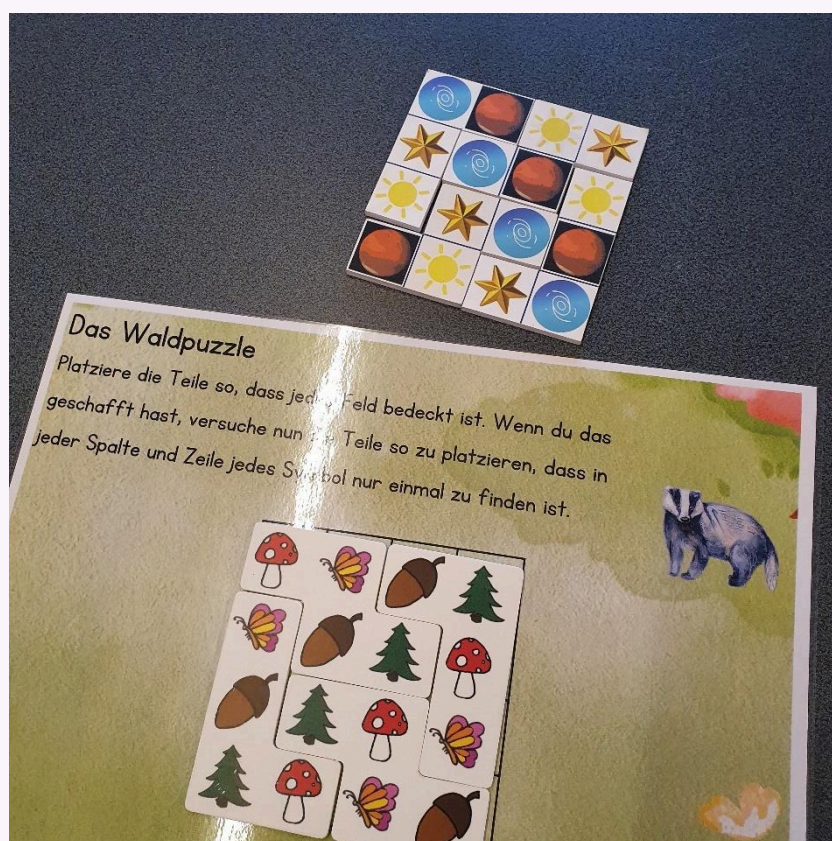 Das Waldpuzzle
Platziere die Teile so, dass Feld bedeckt ist. Wenn du das
geschafft hast, versuche nun Teile so zu platzieren, dass in
jeder Spalte und Zeile jedes Symbol nur einmal zu finden ist.